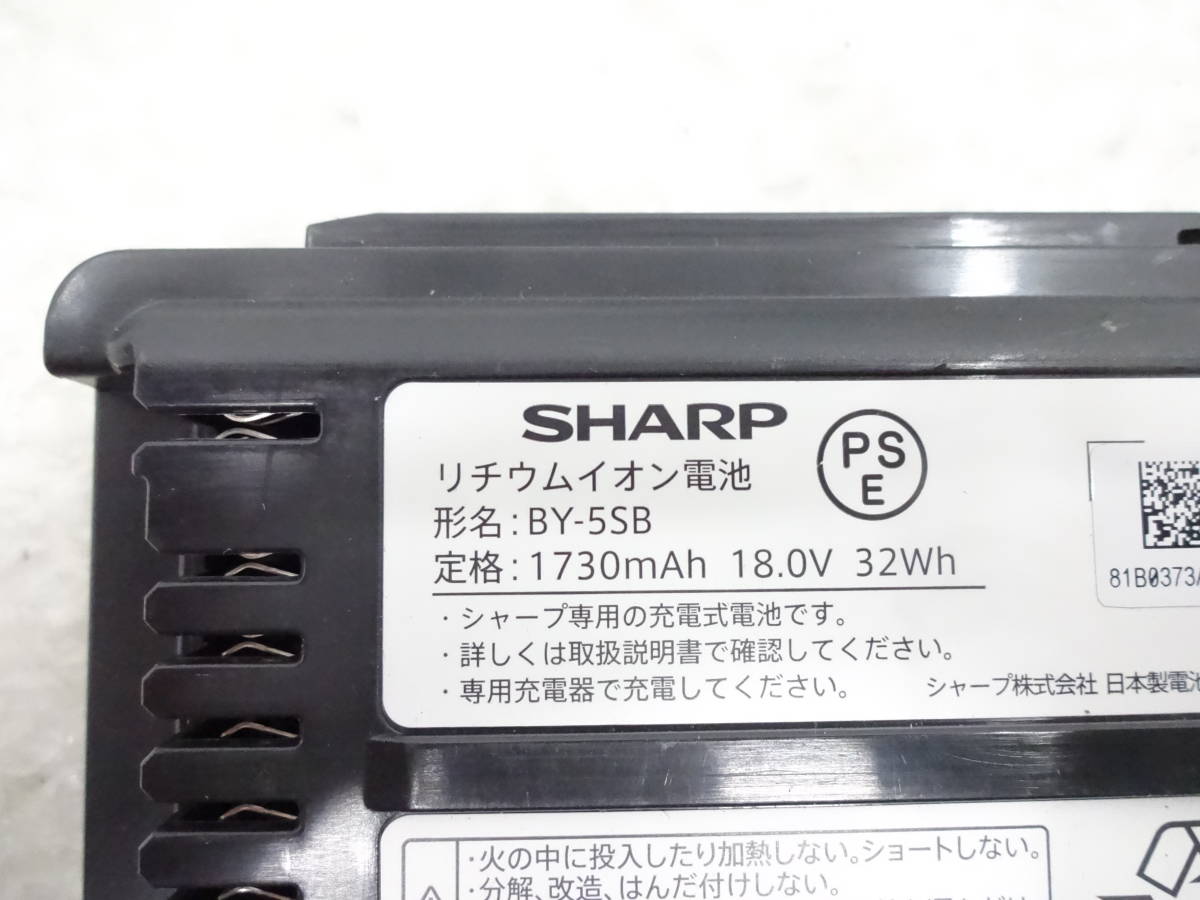 SHARP
リチウムイオン電池
PS
E
形名:BY-5SB
定格:1730mAh 18.0V 32Wh
・シャープ専用の充電式電池です。
・詳しくは取扱説明書で確認してください。
・専用充電器で充電してください。
シャープ株式会社 日本製電池
81B0373A
・火の中に投入したり加熱しない。ショートしない。
・分解、改造、はんだ付けしない。